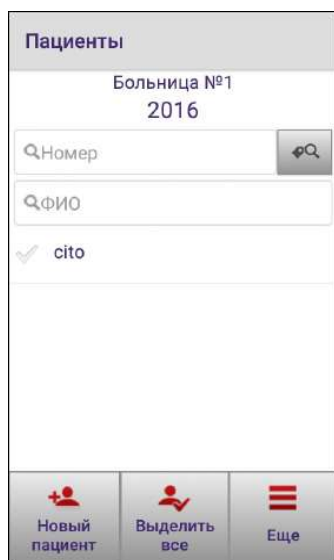 Пациенты
Больница №1
2016
Номер
ФИО
cito
Новый пациент
Выделить все
Еще